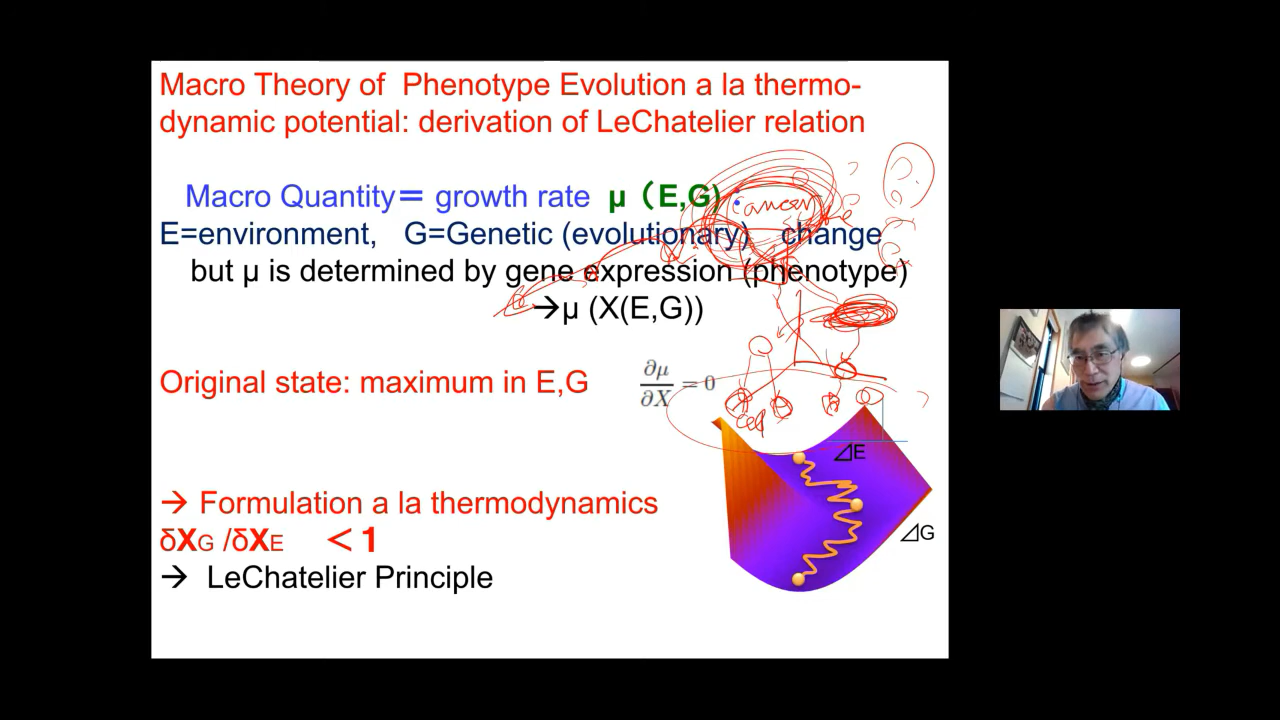 Macro Theory of Phenotype Evolution a la thermo-
dynamic potential: derivation of LeChatelier relation
Macro Quantity= growth rate μ (E,G) :
E=environment, G=Genetic (evolutionary) change
but μ is determined by gene expression (phenotype)
→μ (X(E,G))
Original state: maximum in E,G ∂μ/∂X = 0
cell
⊿E
→ Formulation a la thermodynamics
⊿G
δXG /δXE <1
→ LeChatelier Principle